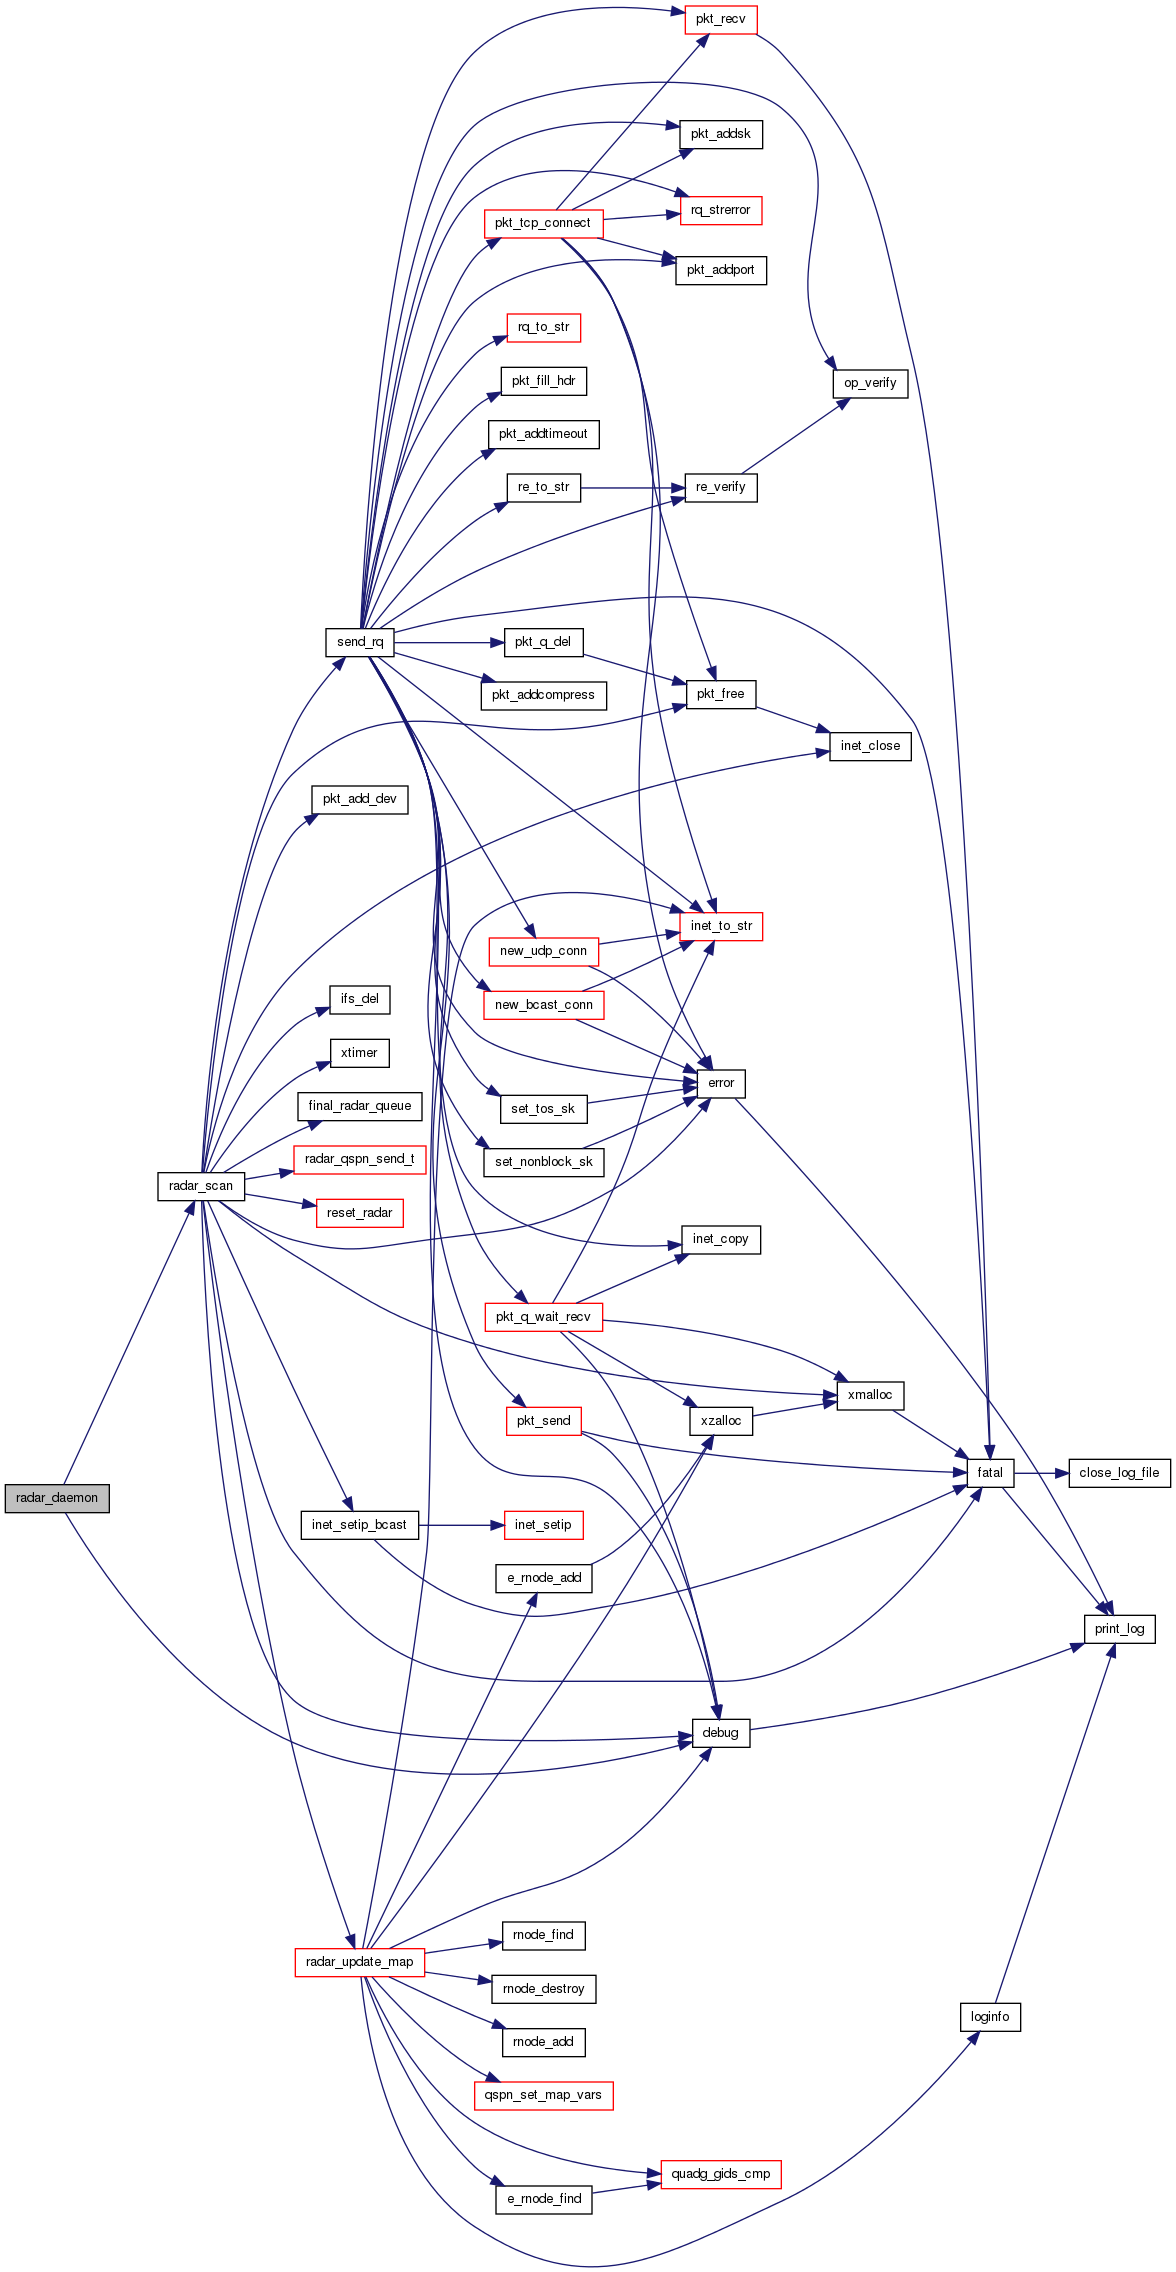 pkt_recv
pkt_addsk
rq_strerror
pkt_tcp_connect
pkt_addport
rq_to_str
pkt_fill_hdr
op_verify
pkt_addtimeout
re_to_str
re_verify
send_rq
pkt_q_del
pkt_addcompress
pkt_free
inet_close
pkt_add_dev
inet_to_str
new_udp_conn
ifs_del
new_bcast_conn
xtimer
error
final_radar_queue
set_tos_sk
radar_qspn_send_t
set_nonblock_sk
radar_scan
reset_radar
inet_copy
pkt_q_wait_recv
xmalloc
pkt_send
xzalloc
fatal
close_log_file
radar_daemon
inet_setip_bcast
inet_setip
e_rnode_add
print_log
debug
rnode_find
radar_update_map
rnode_destroy
loginfo
rnode_add
qspn_set_map_vars
quadg_gids_cmp
e_rnode_find